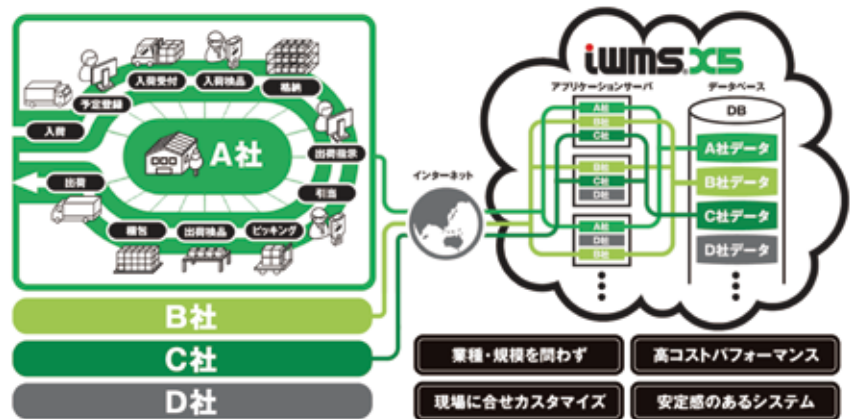 入荷
予定登録
入荷受付
入荷検品
格納
出荷指示
引当
ピッキング
出荷検品
梱包
出荷
A社
B社
C社
D社
インターネット
iWMS.X5
アプリケーションサーバ
A社
B社
C社
B社
C社
D社
A社
D社
B社
データベース
DB
A社データ
B社データ
C社データ
D社データ
業種・規模を問わず
高コストパフォーマンス
現場に合せカスタマイズ
安定感のあるシステム